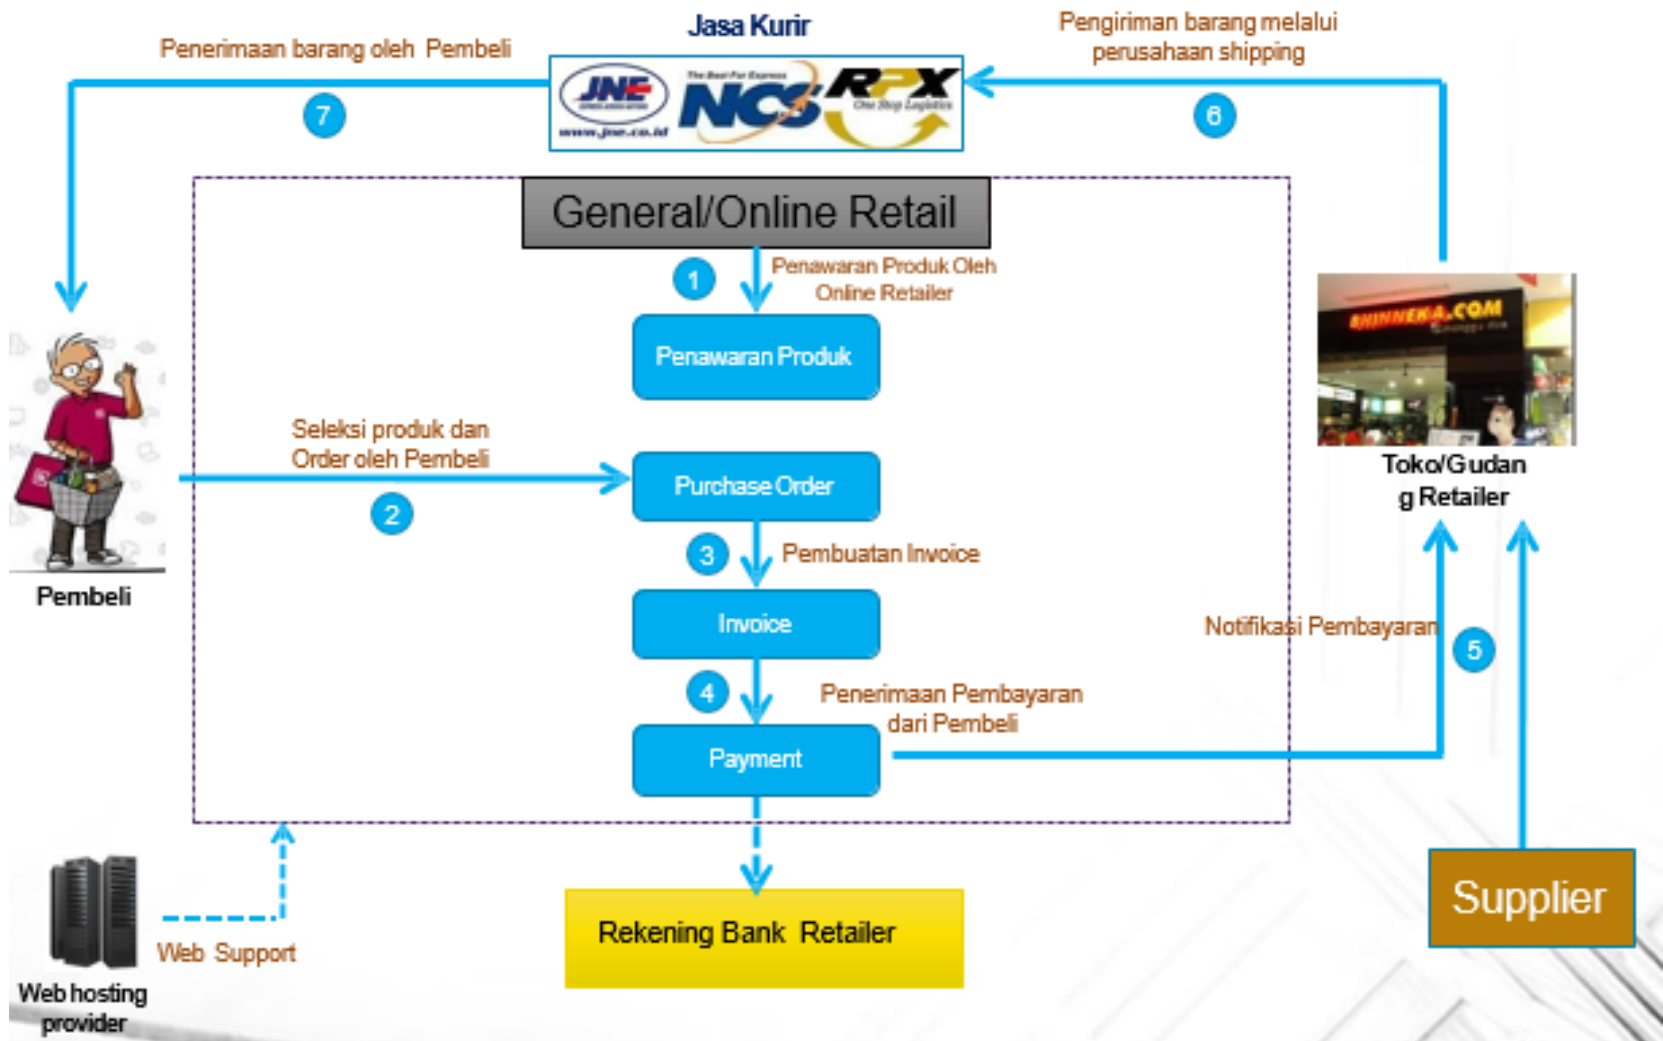 Jasa Kurir
Penerimaan barang oleh Pembeli
Pengiriman barang melalui
perusahaan shipping
JNE
www.jne.co.id
The Best For Express
NCS
RPX
One Stop Logistics
7
6
General/Online Retail
1
Penawaran Produk Oleh
Online Retailer
Penawaran Produk
BHINNEKA.COM
Seleksi produk dan
Order oleh Pembeli
2
Purchase Order
Toko/Gudan
g Retailer
3
Pembuatan Invoice
Pembeli
Invoice
Notifikasi Pembayaran
5
4
Penerimaan Pembayaran
dari Pembeli
Payment
Supplier
Rekening Bank Retailer
Web Support
Web hosting
provider